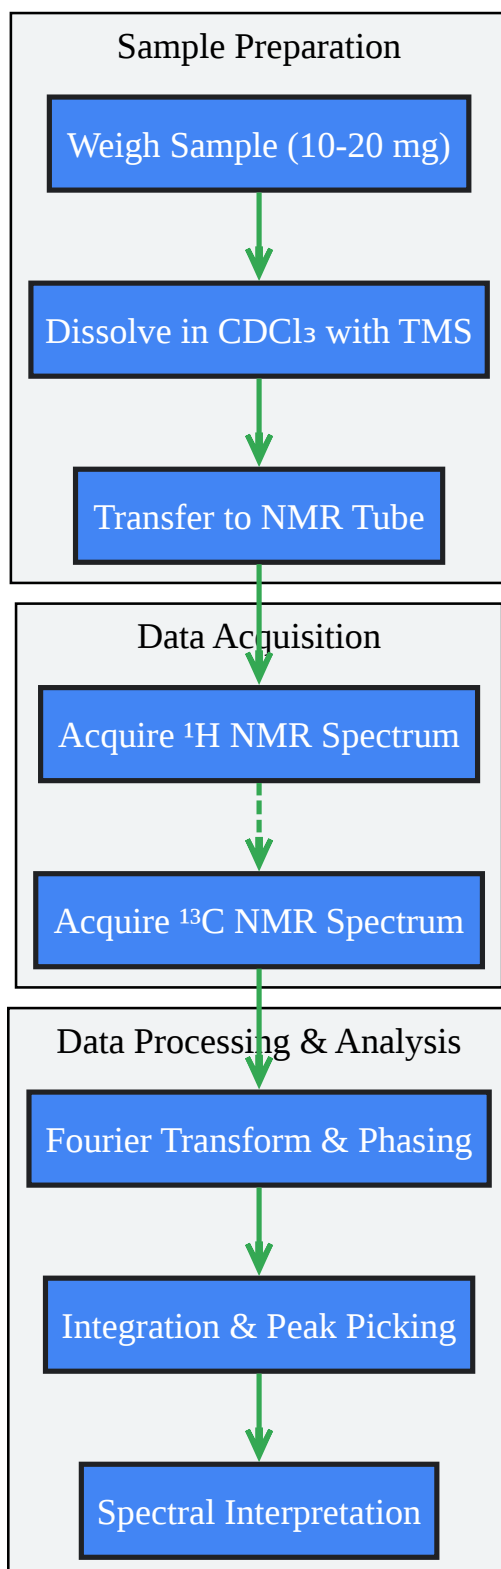 Sample Preparation
Weigh Sample (10-20 mg)
Dissolve in CDCl₃ with TMS
Transfer to NMR Tube
Data Acquisition
Acquire ¹H NMR Spectrum
Acquire ¹³C NMR Spectrum
Data Processing & Analysis
Fourier Transform & Phasing
Integration & Peak Picking
Spectral Interpretation